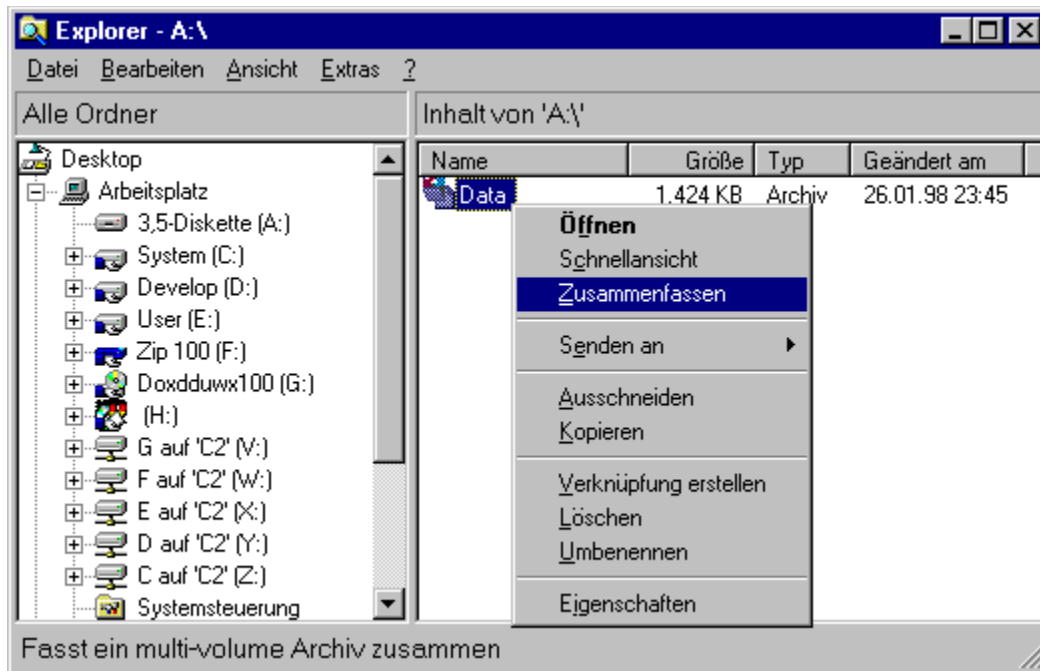 Explorer - A:\
Datei Bearbeiten Ansicht Extras ?
Alle Ordner
Inhalt von 'A:\'
Desktop
Arbeitsplatz
3,5-Diskette (A:)
System (C:)
Develop (D:)
User (E:)
Zip 100 (F:)
Doxdduwx100 (G:)
(H:)
G auf 'C2' (V:)
F auf 'C2' (W:)
E auf 'C2' (X:)
D auf 'C2' (Y:)
C auf 'C2' (Z:)
Systemsteuerung
Name Größe Typ Geändert am
Data 1.424 KB Archiv 26.01.98 23:45
Öffnen
Schnellansicht
Zusammenfassen
Senden an
Ausschneiden
Kopieren
Verknüpfung erstellen
Löschen
Umbenennen
Eigenschaften
Fasst ein multi-volume Archiv zusammen